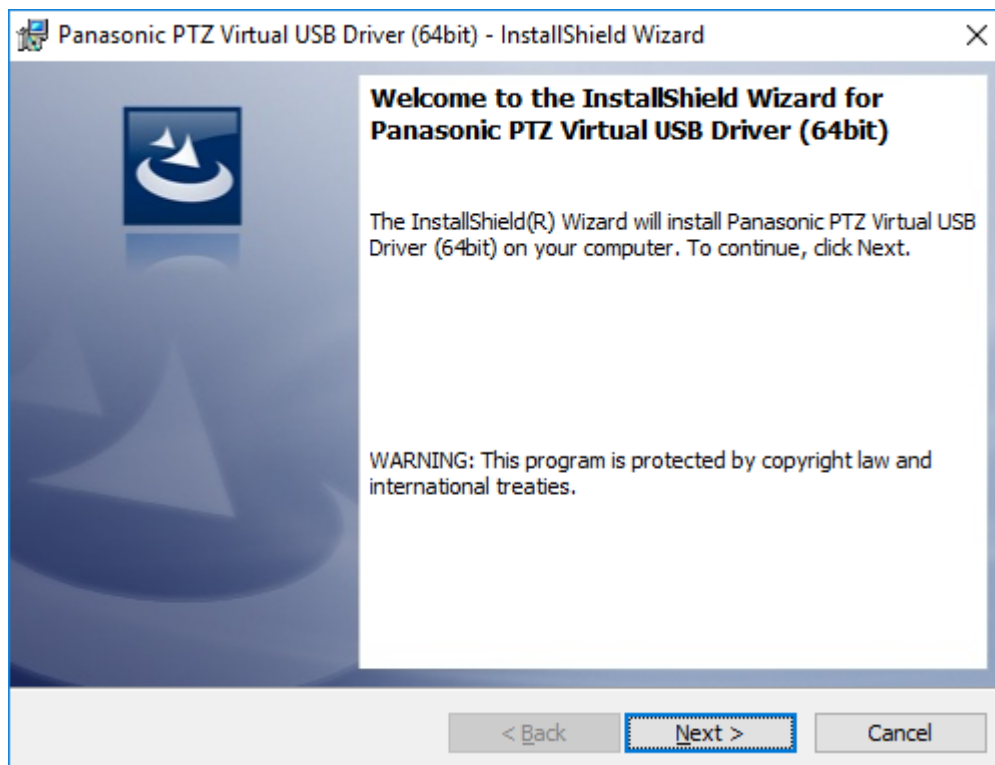 Panasonic PTZ Virtual USB Driver (64bit) - InstallShield Wizard
Welcome to the InstallShield Wizard for
Panasonic PTZ Virtual USB Driver (64bit)
The InstallShield(R) Wizard will install Panasonic PTZ Virtual USB
Driver (64bit) on your computer. To continue, click Next.
WARNING: This program is protected by copyright law and
international treaties.
< Back
Next >
Cancel